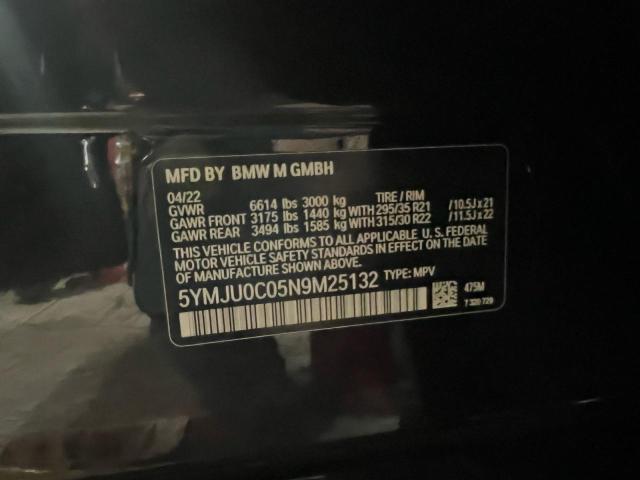 MFD BY BMW M GMBH
04/22 TIRE / RIM
GVWR 6614 lbs 3000 kg
GAWR FRONT 3175 lbs 1440 kg WITH 295/35 R21 /10.5J x 21
GAWR REAR 3494 lbs 1585 kg WITH 315/30 R22 /11.5J x 22
THIS VEHICLE CONFORMS TO ALL APPLICABLE U.S. FEDERAL
MOTOR VEHICLE SAFETY STANDARDS IN EFFECT ON THE DATE
OF MANUFACTURE SHOWN ABOVE.
5YMJU0C05N9M25132 TYPE: MPV
475M
7 320 720